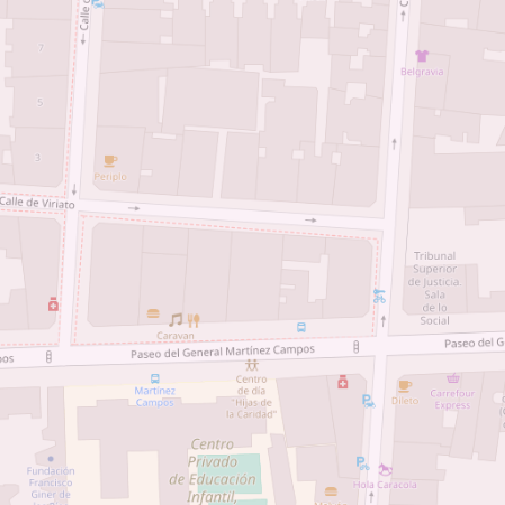 Calle d
C
7
Belgravia
5
3
Periplo
Calle de Viriato
Tribunal
Superior
de Justicia.
Sala
de lo
Social
Caravan
Paseo del General Martínez Campos
Paseo del G
pos
Martínez
Campos
Centro
de día
"Hijas de
la Caridad"
Dileto
Carrefour
Express
(
Centro
Privado
de Educación
Infantil,
Fundación
Francisco
Giner de
Hola Caracola